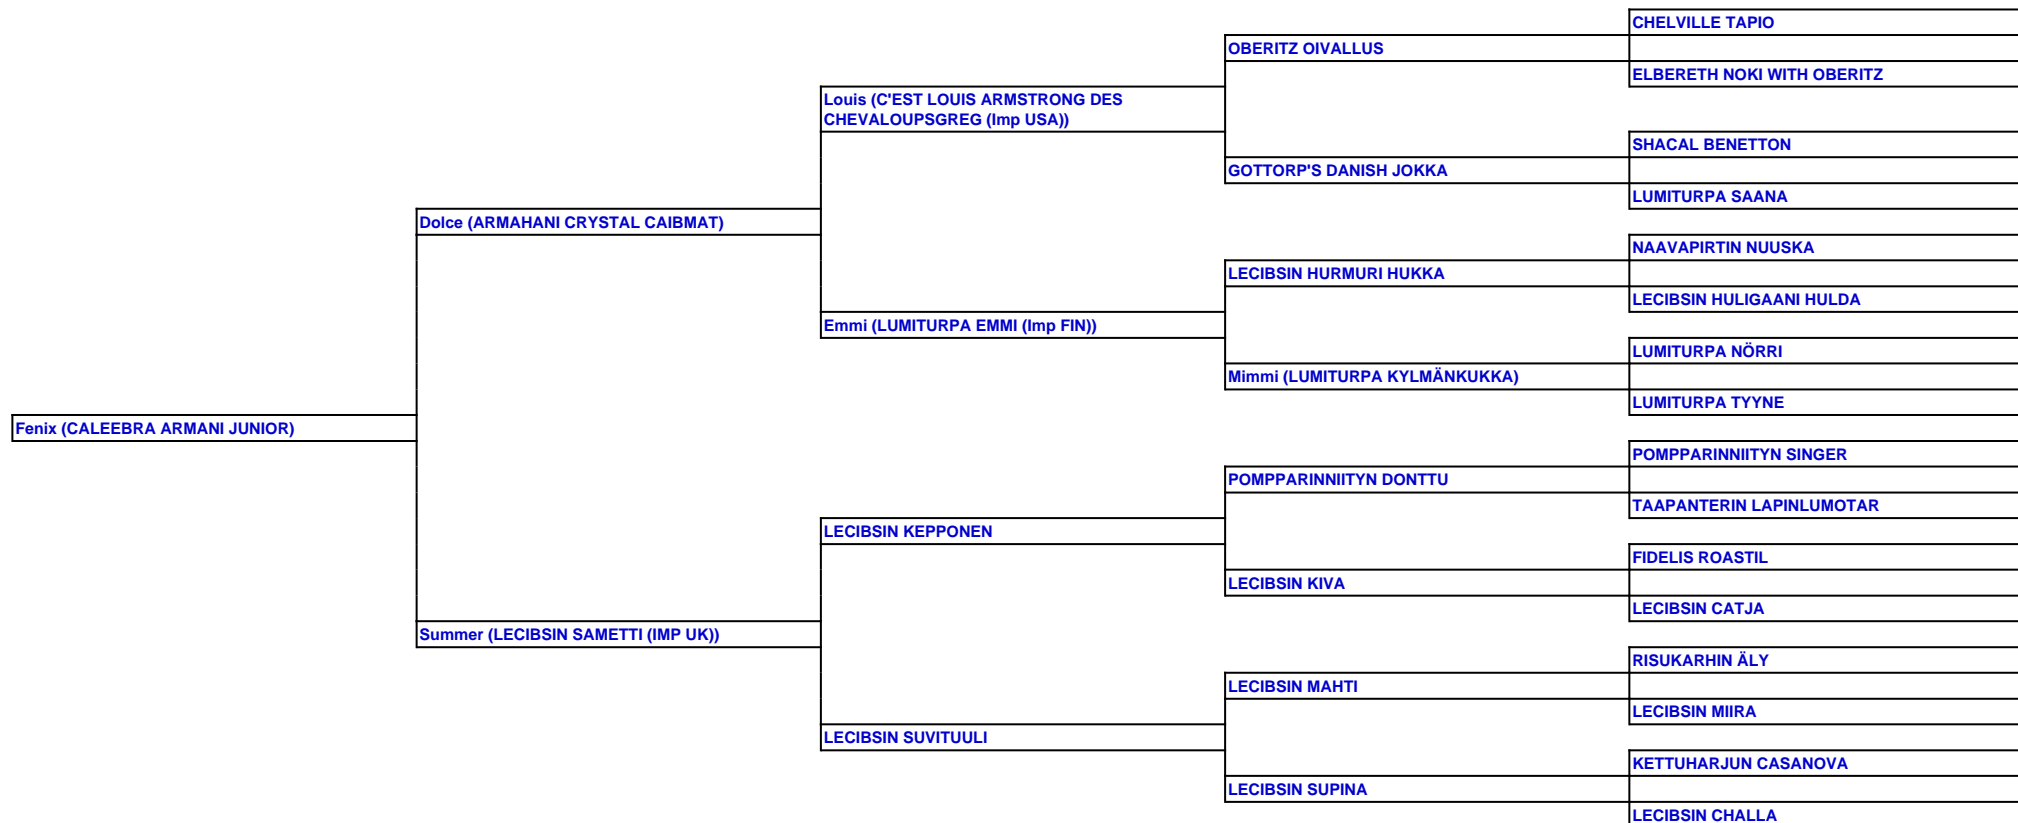 CHELVILLE TAPIO
OBERITZ OIVALLUS
ELBERETH NOKI WITH OBERITZ
Louis (C'EST LOUIS ARMSTRONG DES
CHEVALOUPSGREG (Imp USA))
SHACAL BENETTON
GOTTORP'S DANISH JOKKA
LUMITURPA SAANA
Dolce (ARMAHANI CRYSTAL CAIBMAT)
NAAVAPIRTIN NUUSKA
LECIBSIN HURMURI HUKKA
LECIBSIN HULIGAANI HULDA
Emmi (LUMITURPA EMMI (Imp FIN))
LUMITURPA NÖRRI
Mimmi (LUMITURPA KYLMÄNKUKKA)
LUMITURPA TYYNE
Fenix (CALEEBRA ARMANI JUNIOR)
POMPPARINNIITYN SINGER
POMPPARINNIITYN DONTTU
TAAPANTERIN LAPINLUMOTAR
LECIBSIN KEPPONEN
FIDELIS ROASTIL
LECIBSIN KIVA
LECIBSIN CATJA
Summer (LECIBSIN SAMETTI (IMP UK))
RISUKARHIN ÄLY
LECIBSIN MAHTI
LECIBSIN MIIRA
LECIBSIN SUVITUULI
KETTUHARJUN CASANOVA
LECIBSIN SUPINA
LECIBSIN CHALLA